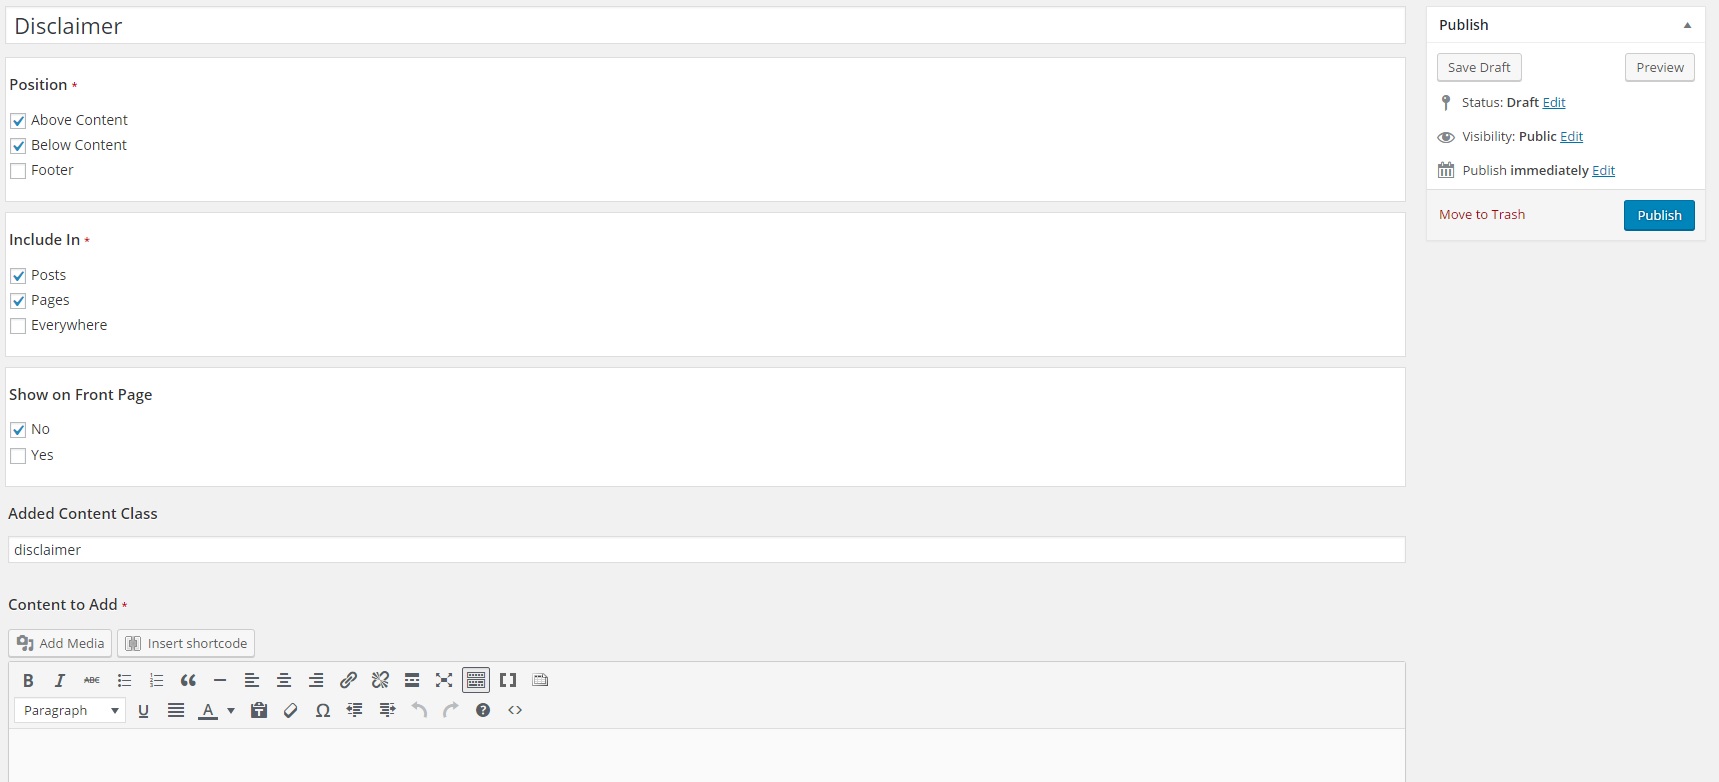 Disclaimer
Position *
Above Content
Below Content
Footer
Include In *
Posts
Pages
Everywhere
Show on Front Page
No
Yes
Added Content Class
disclaimer
Content to Add *
Add Media
Insert shortcode
B I ABC
Paragraph U A Ω ?
Publish
Save Draft
Preview
Status: Draft Edit
Visibility: Public Edit
Publish immediately Edit
Move to Trash
Publish